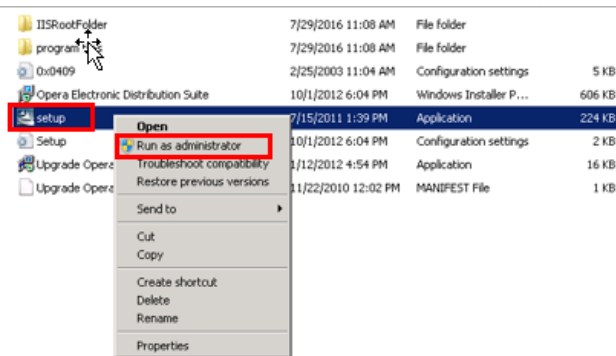 IISRootFolder 7/29/2016 11:08 AM File folder
program 7/29/2016 11:08 AM File folder
0x0409 2/25/2003 11:04 AM Configuration settings 5 KB
Opera Electronic Distribution Suite 10/1/2012 6:04 PM Windows Installer P... 606 KB
setup 7/15/2011 1:39 PM Application 224 KB
Setup 10/1/2012 6:04 PM Configuration settings 2 KB
Upgrade Opera 1/12/2012 4:54 PM Application 16 KB
Upgrade Opera 11/22/2010 12:02 PM MANIFEST File 1 KB
Open
Run as administrator
Troubleshoot compatibility
Restore previous versions
Send to
Cut
Copy
Create shortcut
Delete
Rename
Properties